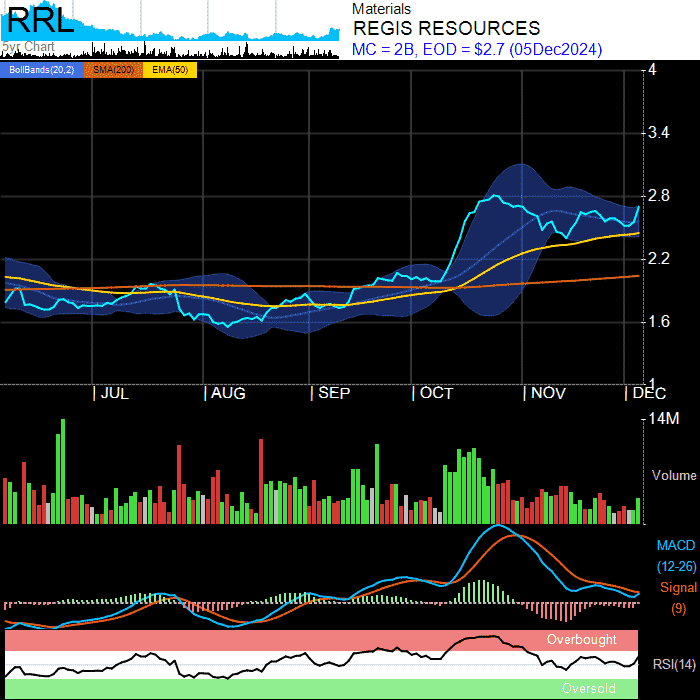 RRL
5yr Chart
Materials
REGIS RESOURCES
MC = 2B, EOD = $2.7 (05Dec2024)
BollBands(20,2) SMA(200) EMA(50)
4
3.4
2.8
2.2
1.6
1
JUL AUG SEP OCT NOV DEC
14M
Volume
MACD
(12-26)
Signal
(9)
Overbought
RSI(14)
Oversold